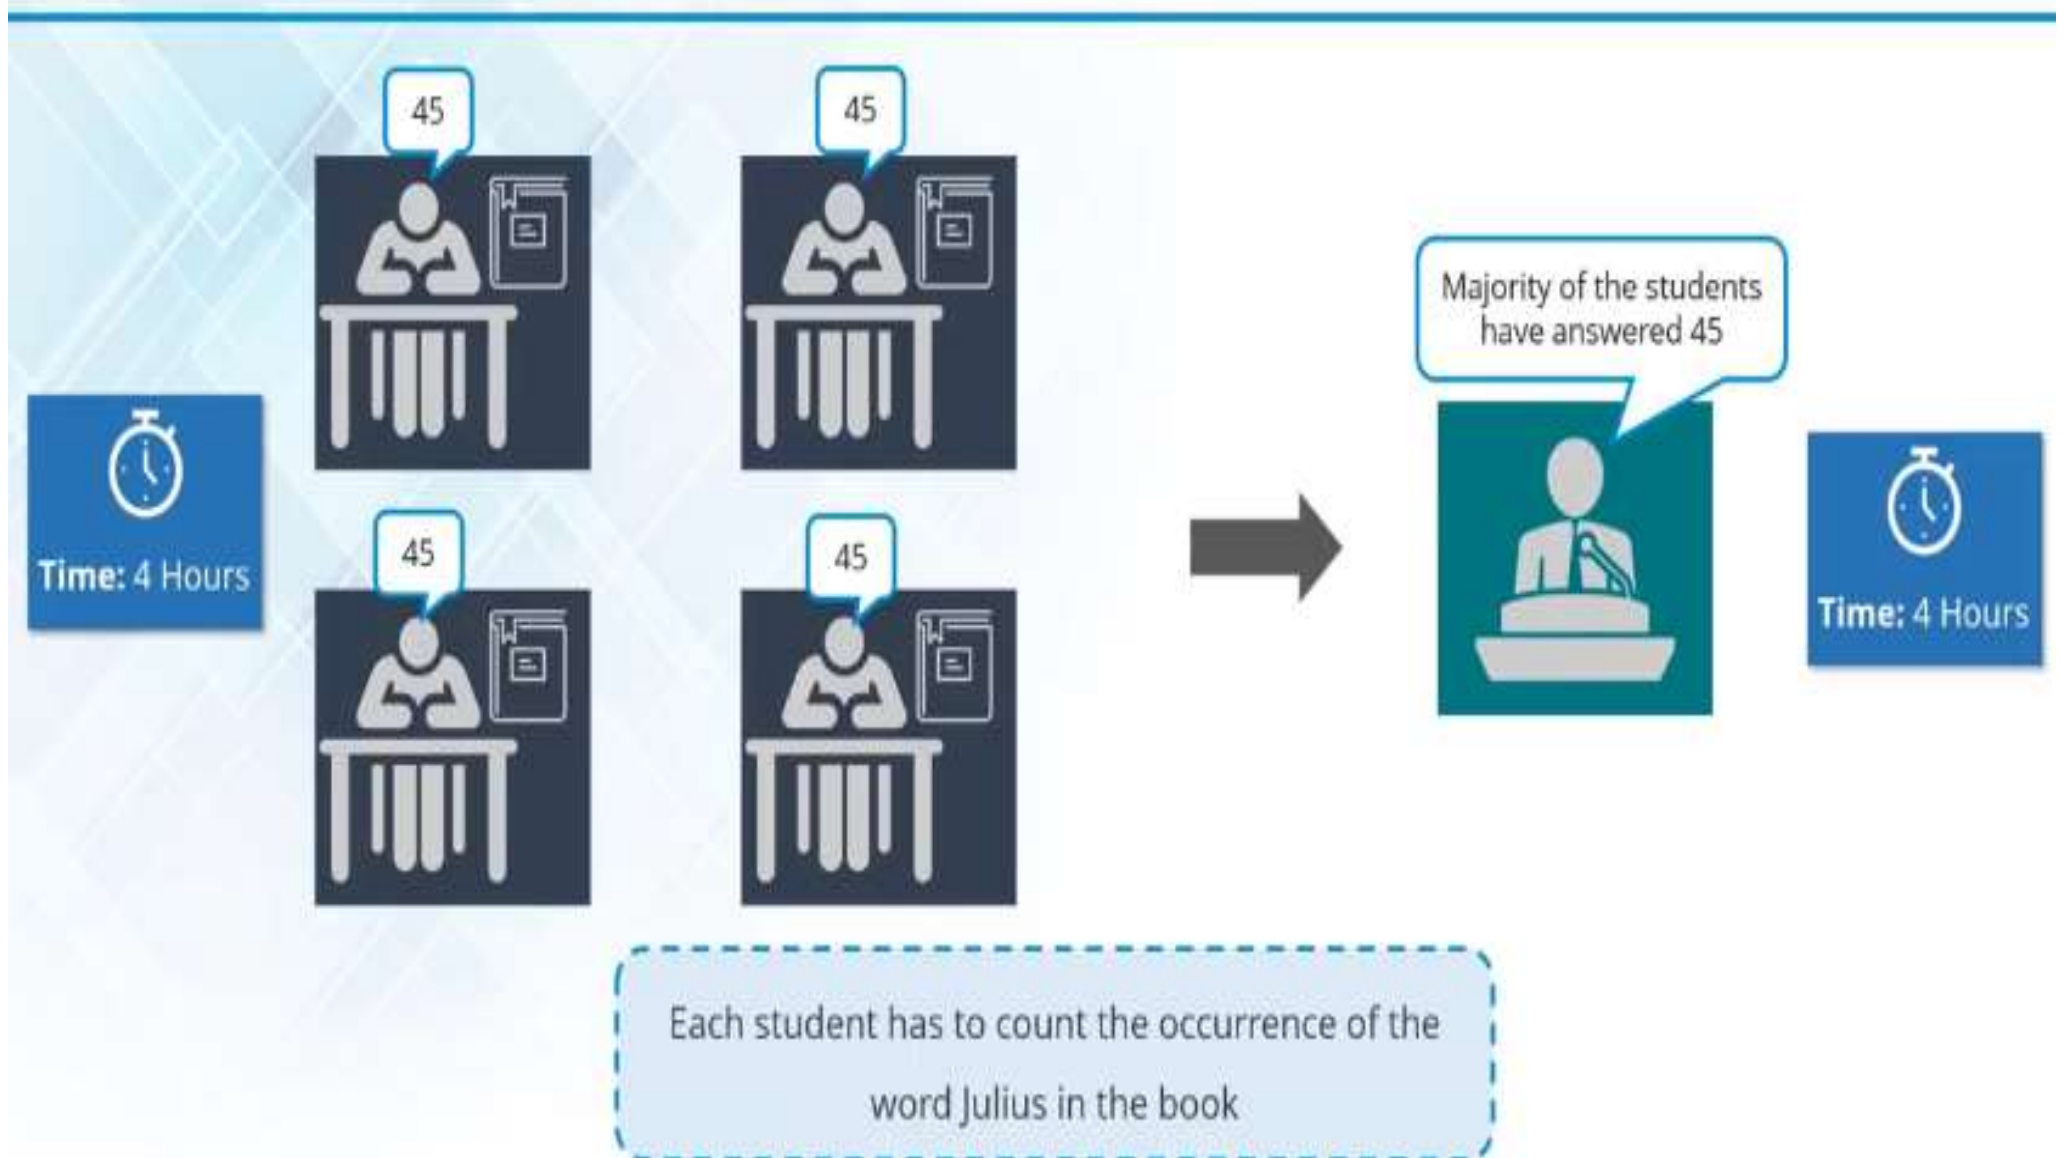 45
45
Majority of the students
have answered 45
Time: 4 Hours
45
45
Time: 4 Hours
Each student has to count the occurrence of the
word Julius in the book